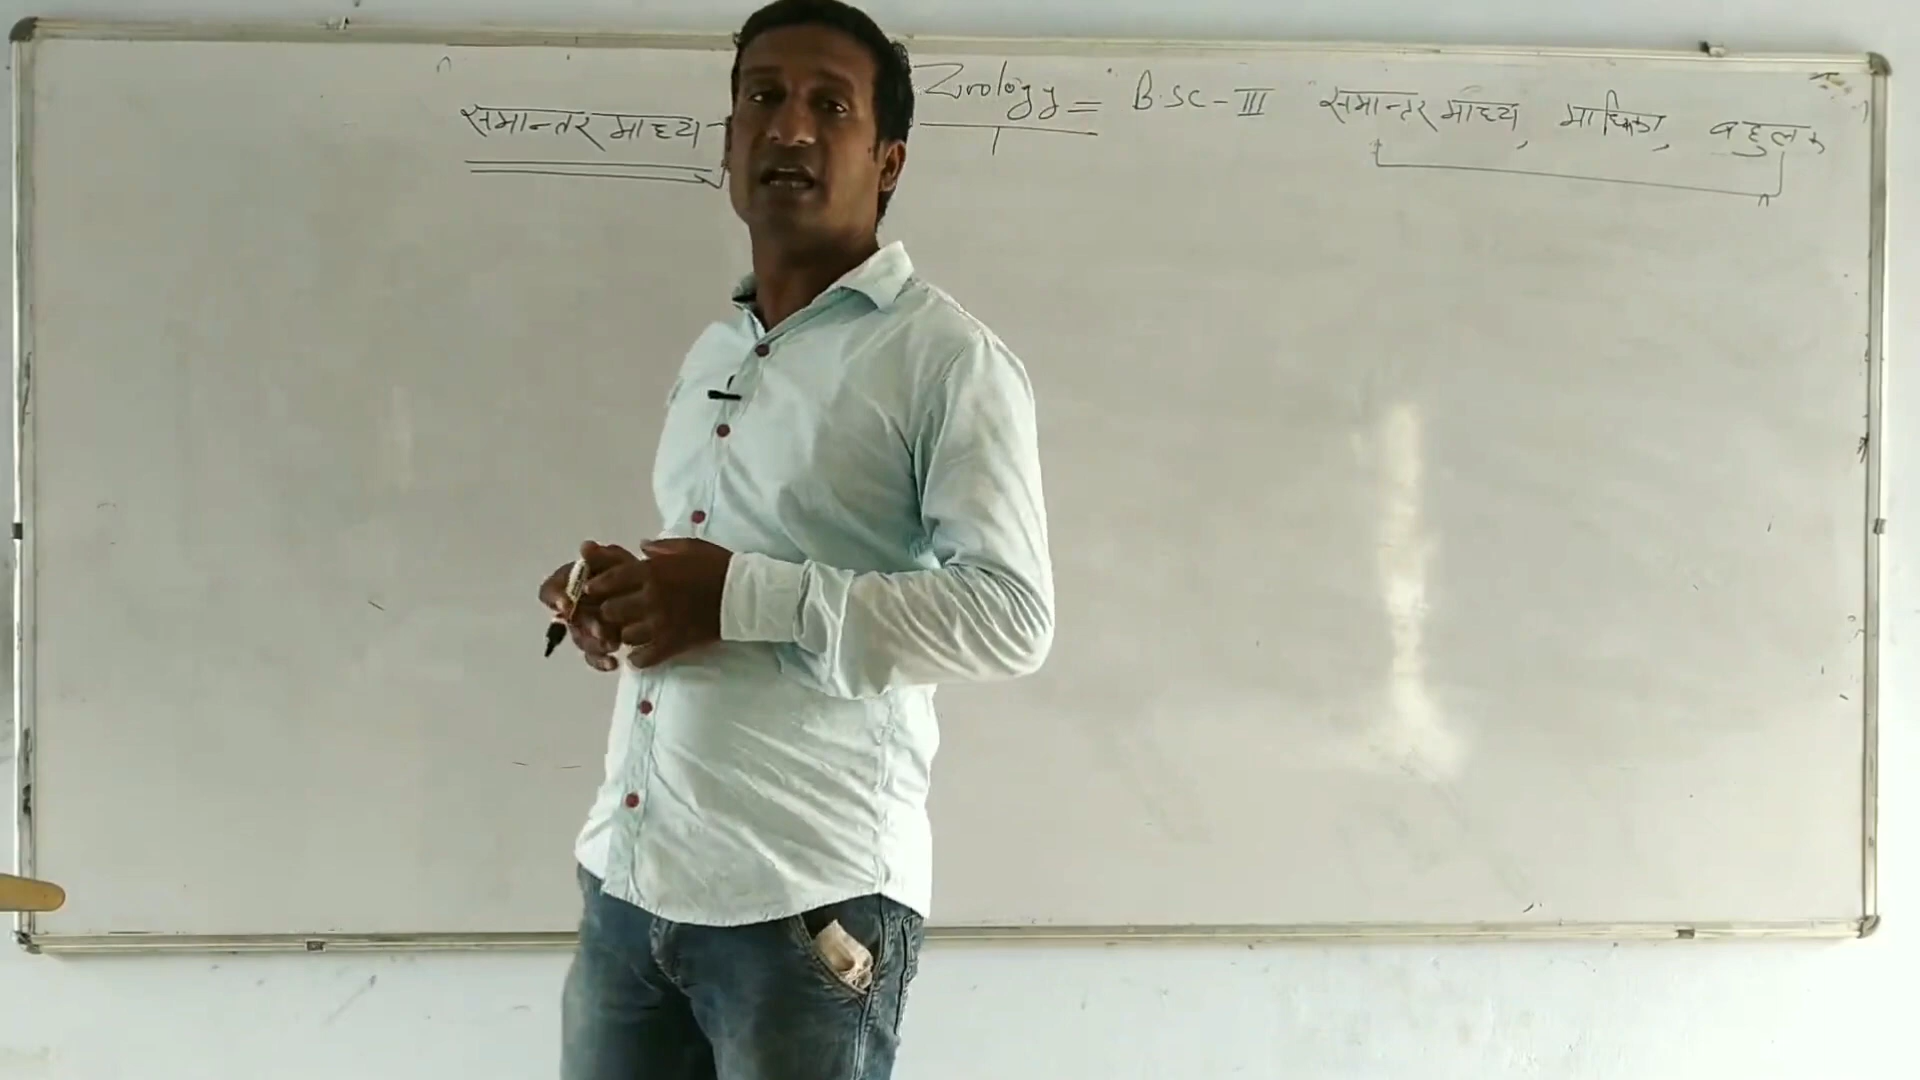 समान्तर माध्य
Zoology = B.SC-III समान्तर माध्य, माध्यिका, बहुलक